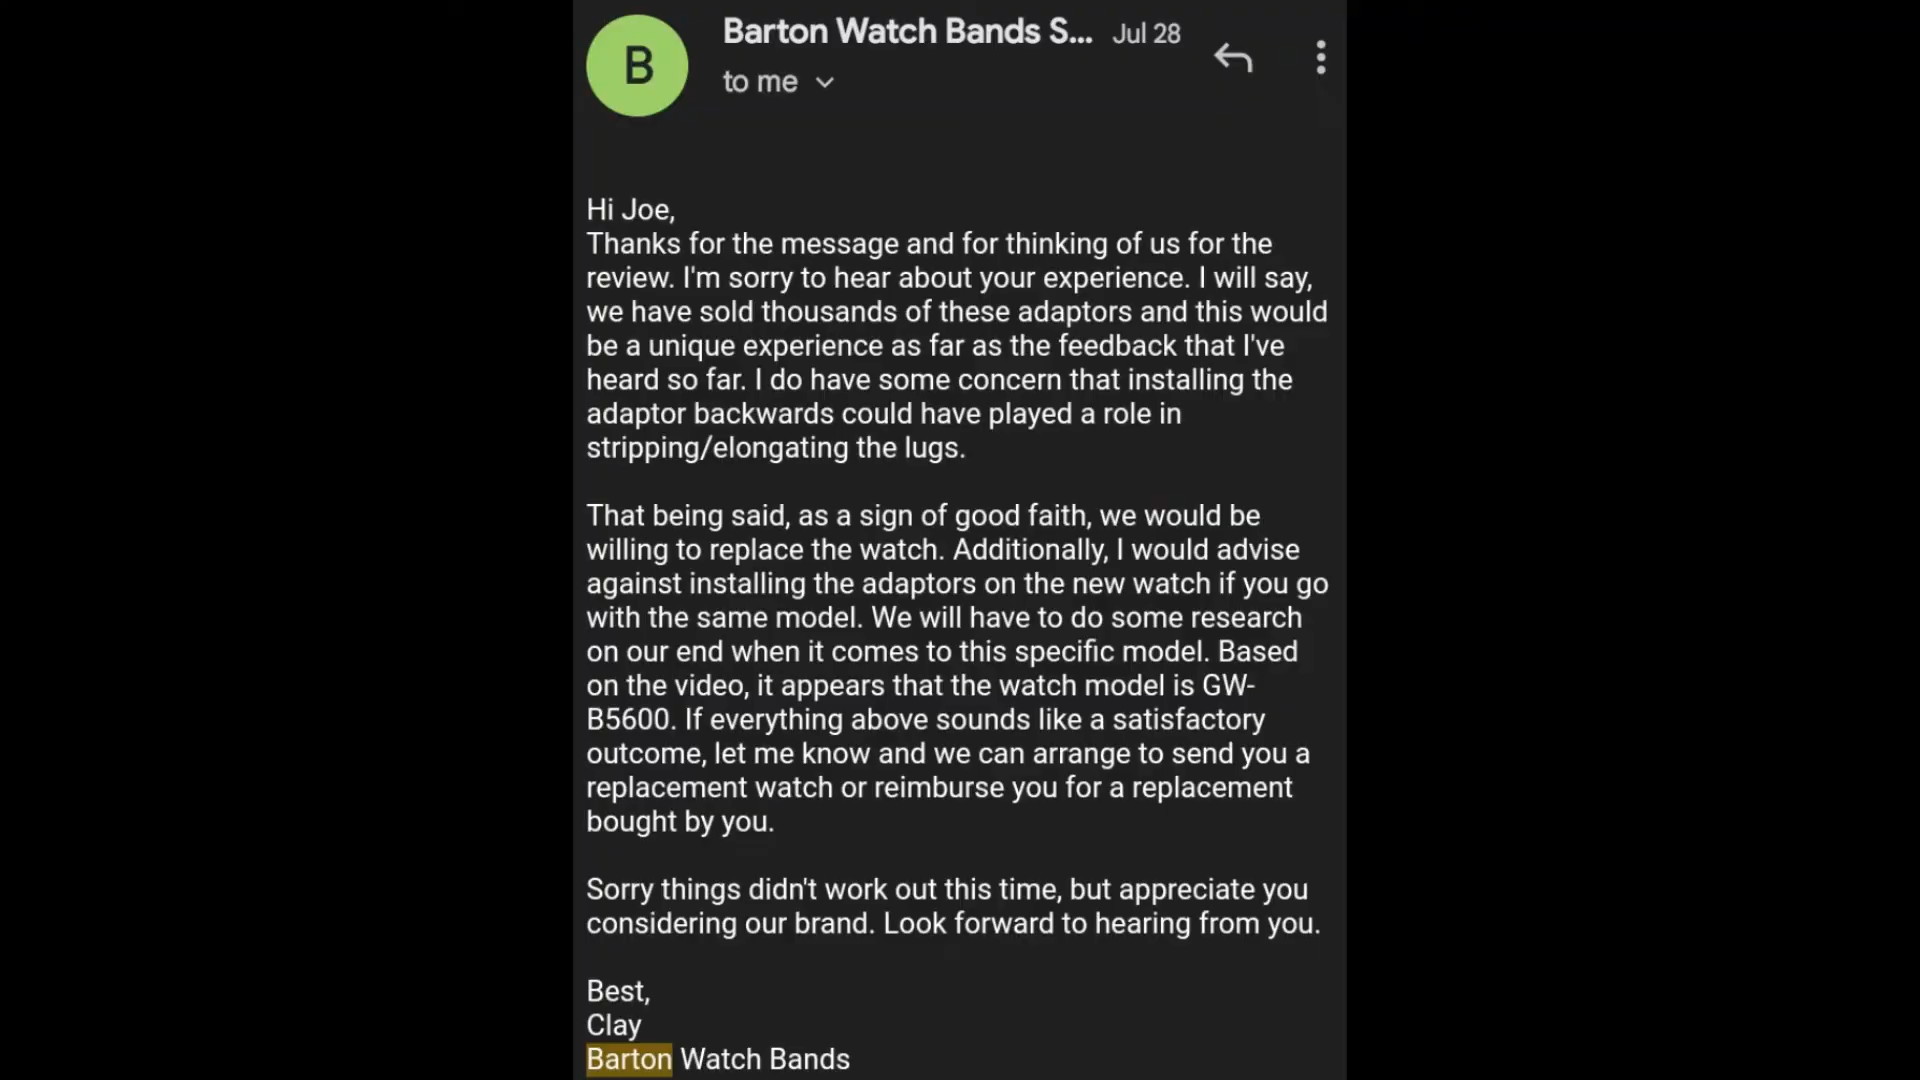 B
Barton Watch Bands S... Jul 28
to me
Hi Joe,
Thanks for the message and for thinking of us for the
review. I'm sorry to hear about your experience. I will say,
we have sold thousands of these adaptors and this would
be a unique experience as far as the feedback that I've
heard so far. I do have some concern that installing the
adaptor backwards could have played a role in
stripping/elongating the lugs.
That being said, as a sign of good faith, we would be
willing to replace the watch. Additionally, I would advise
against installing the adaptors on the new watch if you go
with the same model. We will have to do some research
on our end when it comes to this specific model. Based
on the video, it appears that the watch model is GW-
B5600. If everything above sounds like a satisfactory
outcome, let me know and we can arrange to send you a
replacement watch or reimburse you for a replacement
bought by you.
Sorry things didn't work out this time, but appreciate you
considering our brand. Look forward to hearing from you.
Best,
Clay
Barton Watch Bands